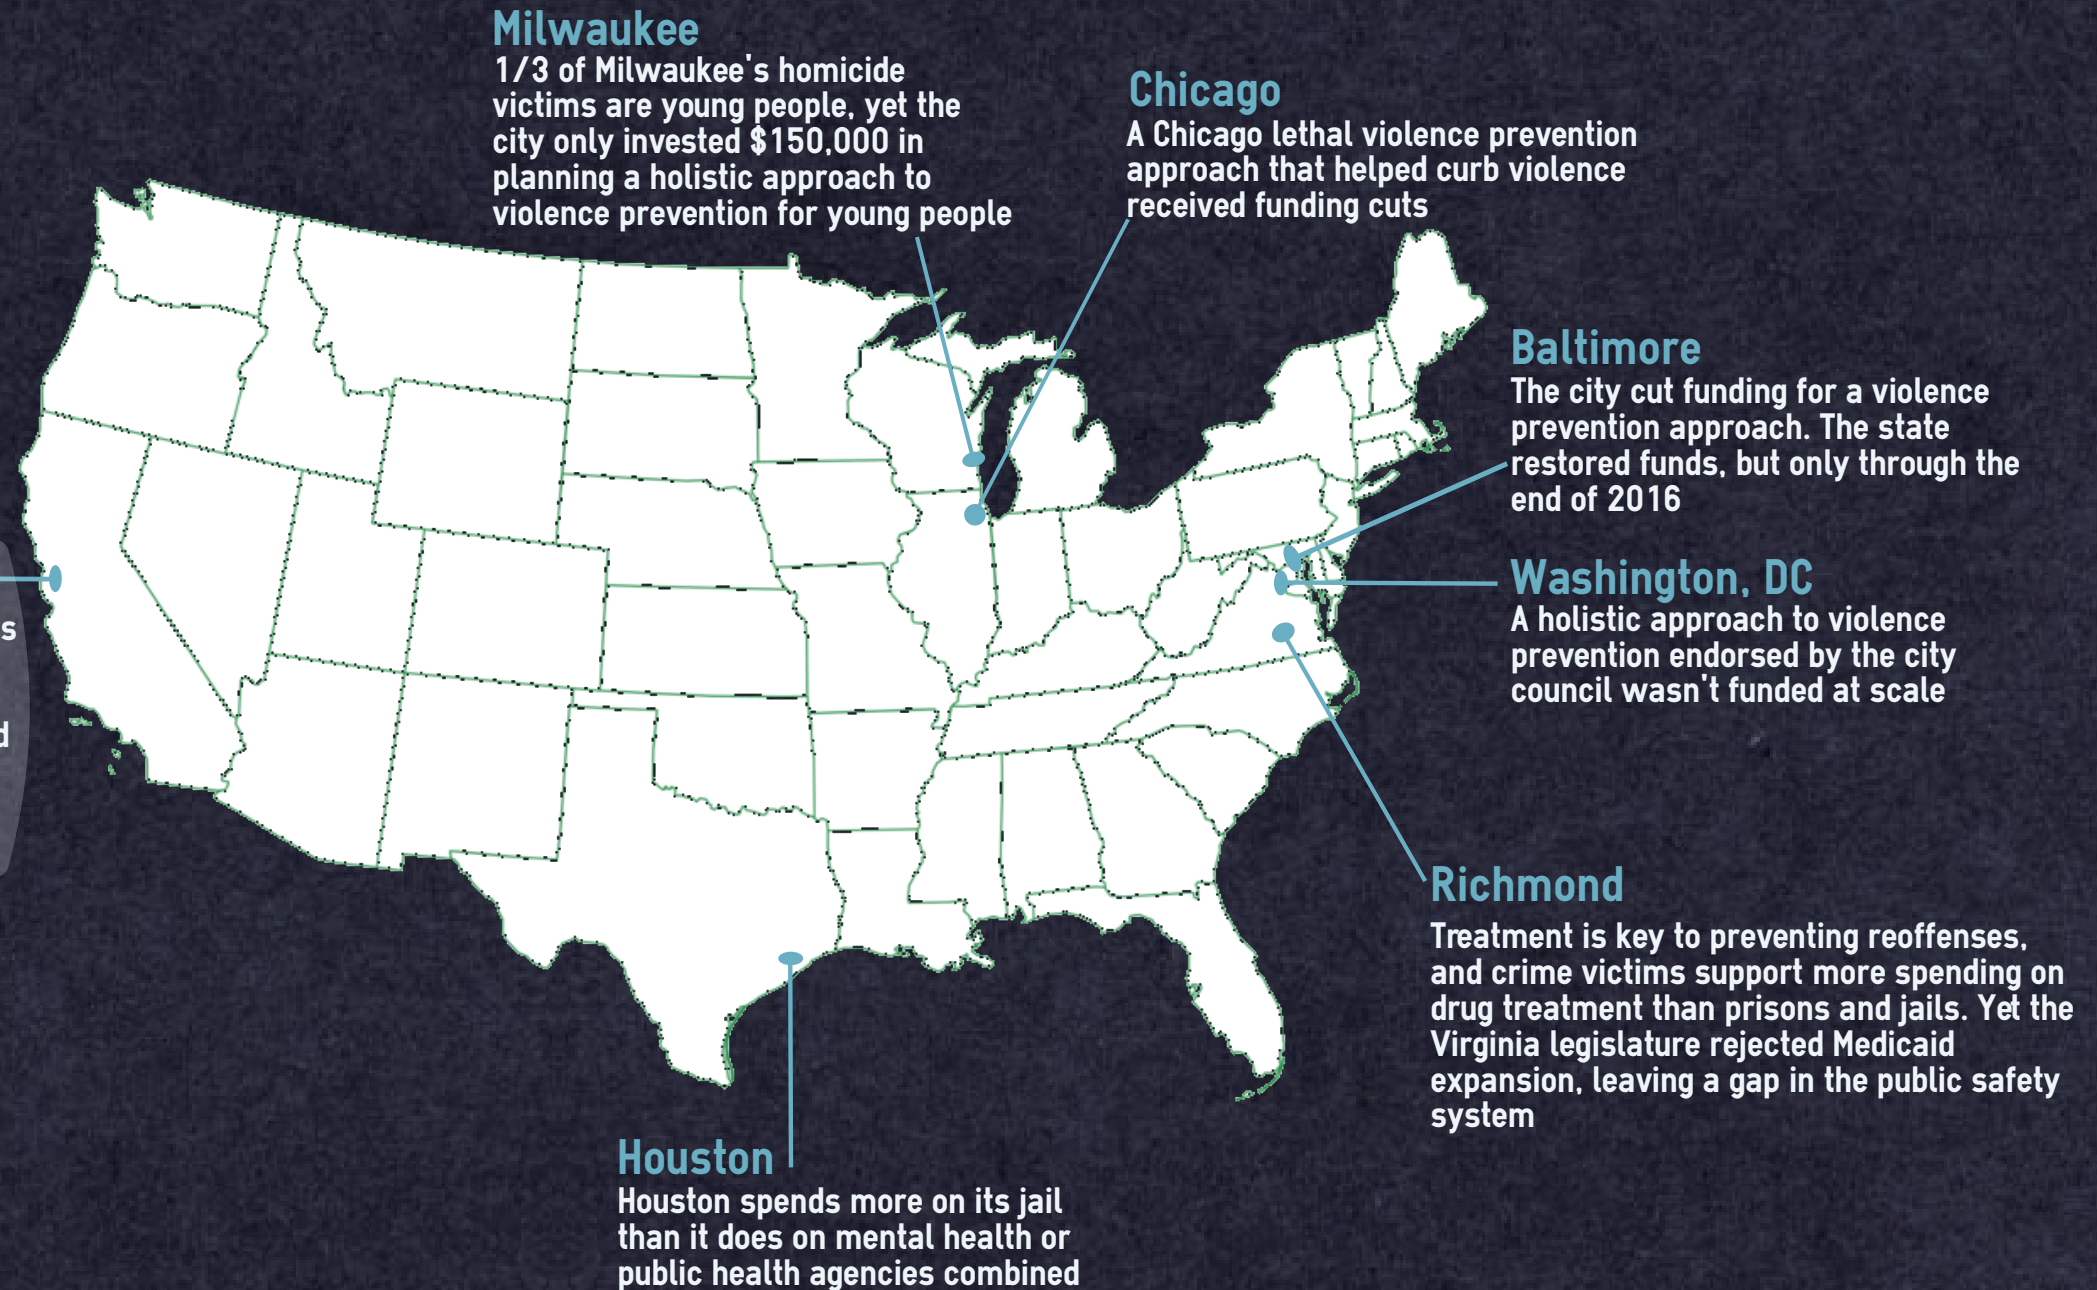 Milwaukee
1/3 of Milwaukee's homicide
victims are young people, yet the
city only invested $150,000 in
planning a holistic approach to
violence prevention for young people
Chicago
A Chicago lethal violence prevention
approach that helped curb violence
received funding cuts
Baltimore
The city cut funding for a violence
prevention approach. The state
restored funds, but only through the
end of 2016
Washington, DC
A holistic approach to violence
prevention endorsed by the city
council wasn't funded at scale
Richmond
Treatment is key to preventing reoffenses,
and crime victims support more spending on
drug treatment than prisons and jails. Yet the
Virginia legislature rejected Medicaid
expansion, leaving a gap in the public safety
system
Houston
Houston spends more on its jail
than it does on mental health or
public health agencies combined